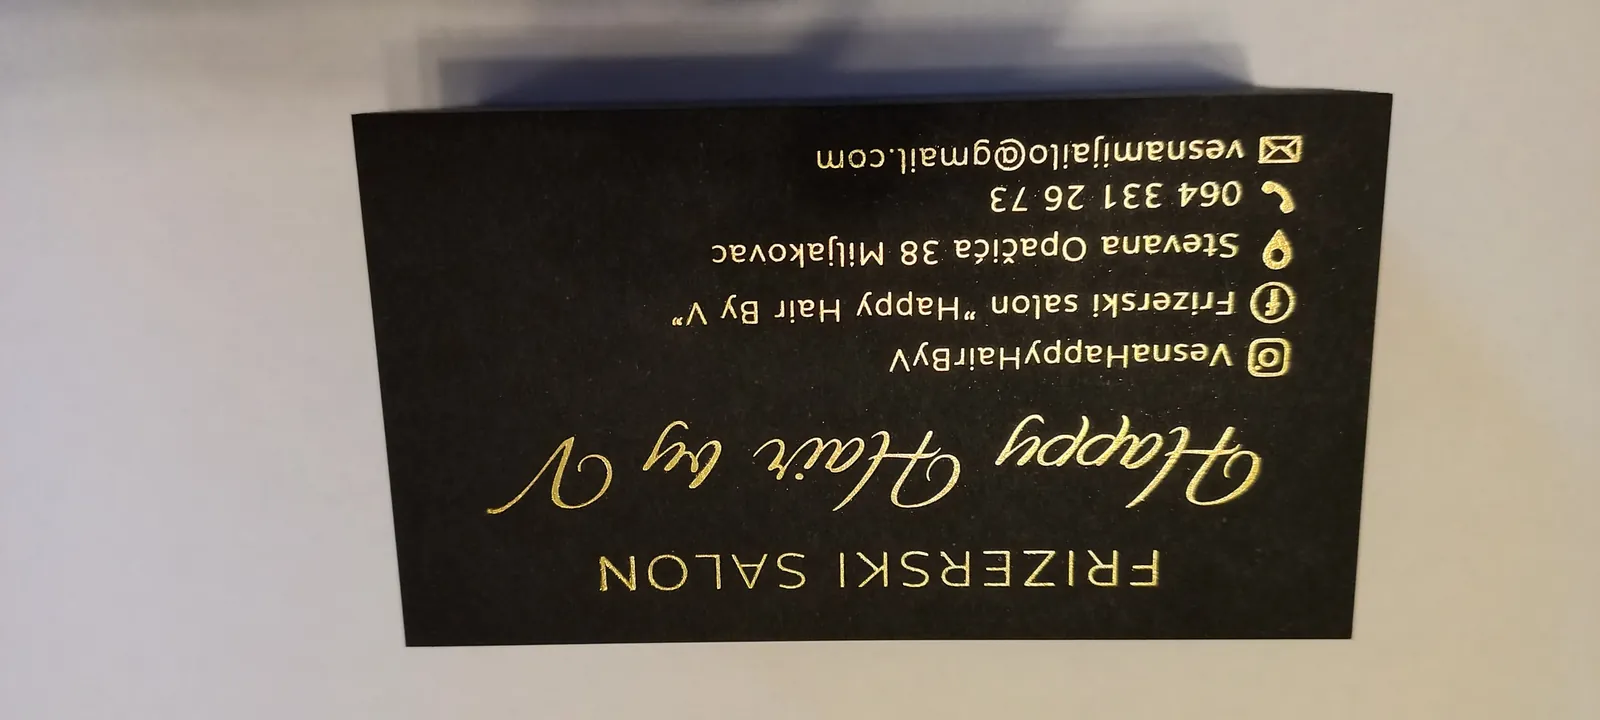 FRIZERSKI SALON
Happy Hair by V
VesnaHappyHairByV
Frizerski salon "Happy Hair By V"
Stevana Opačića 38 Miljakovac
064 331 26 73
vesnamijailo@gmail.com